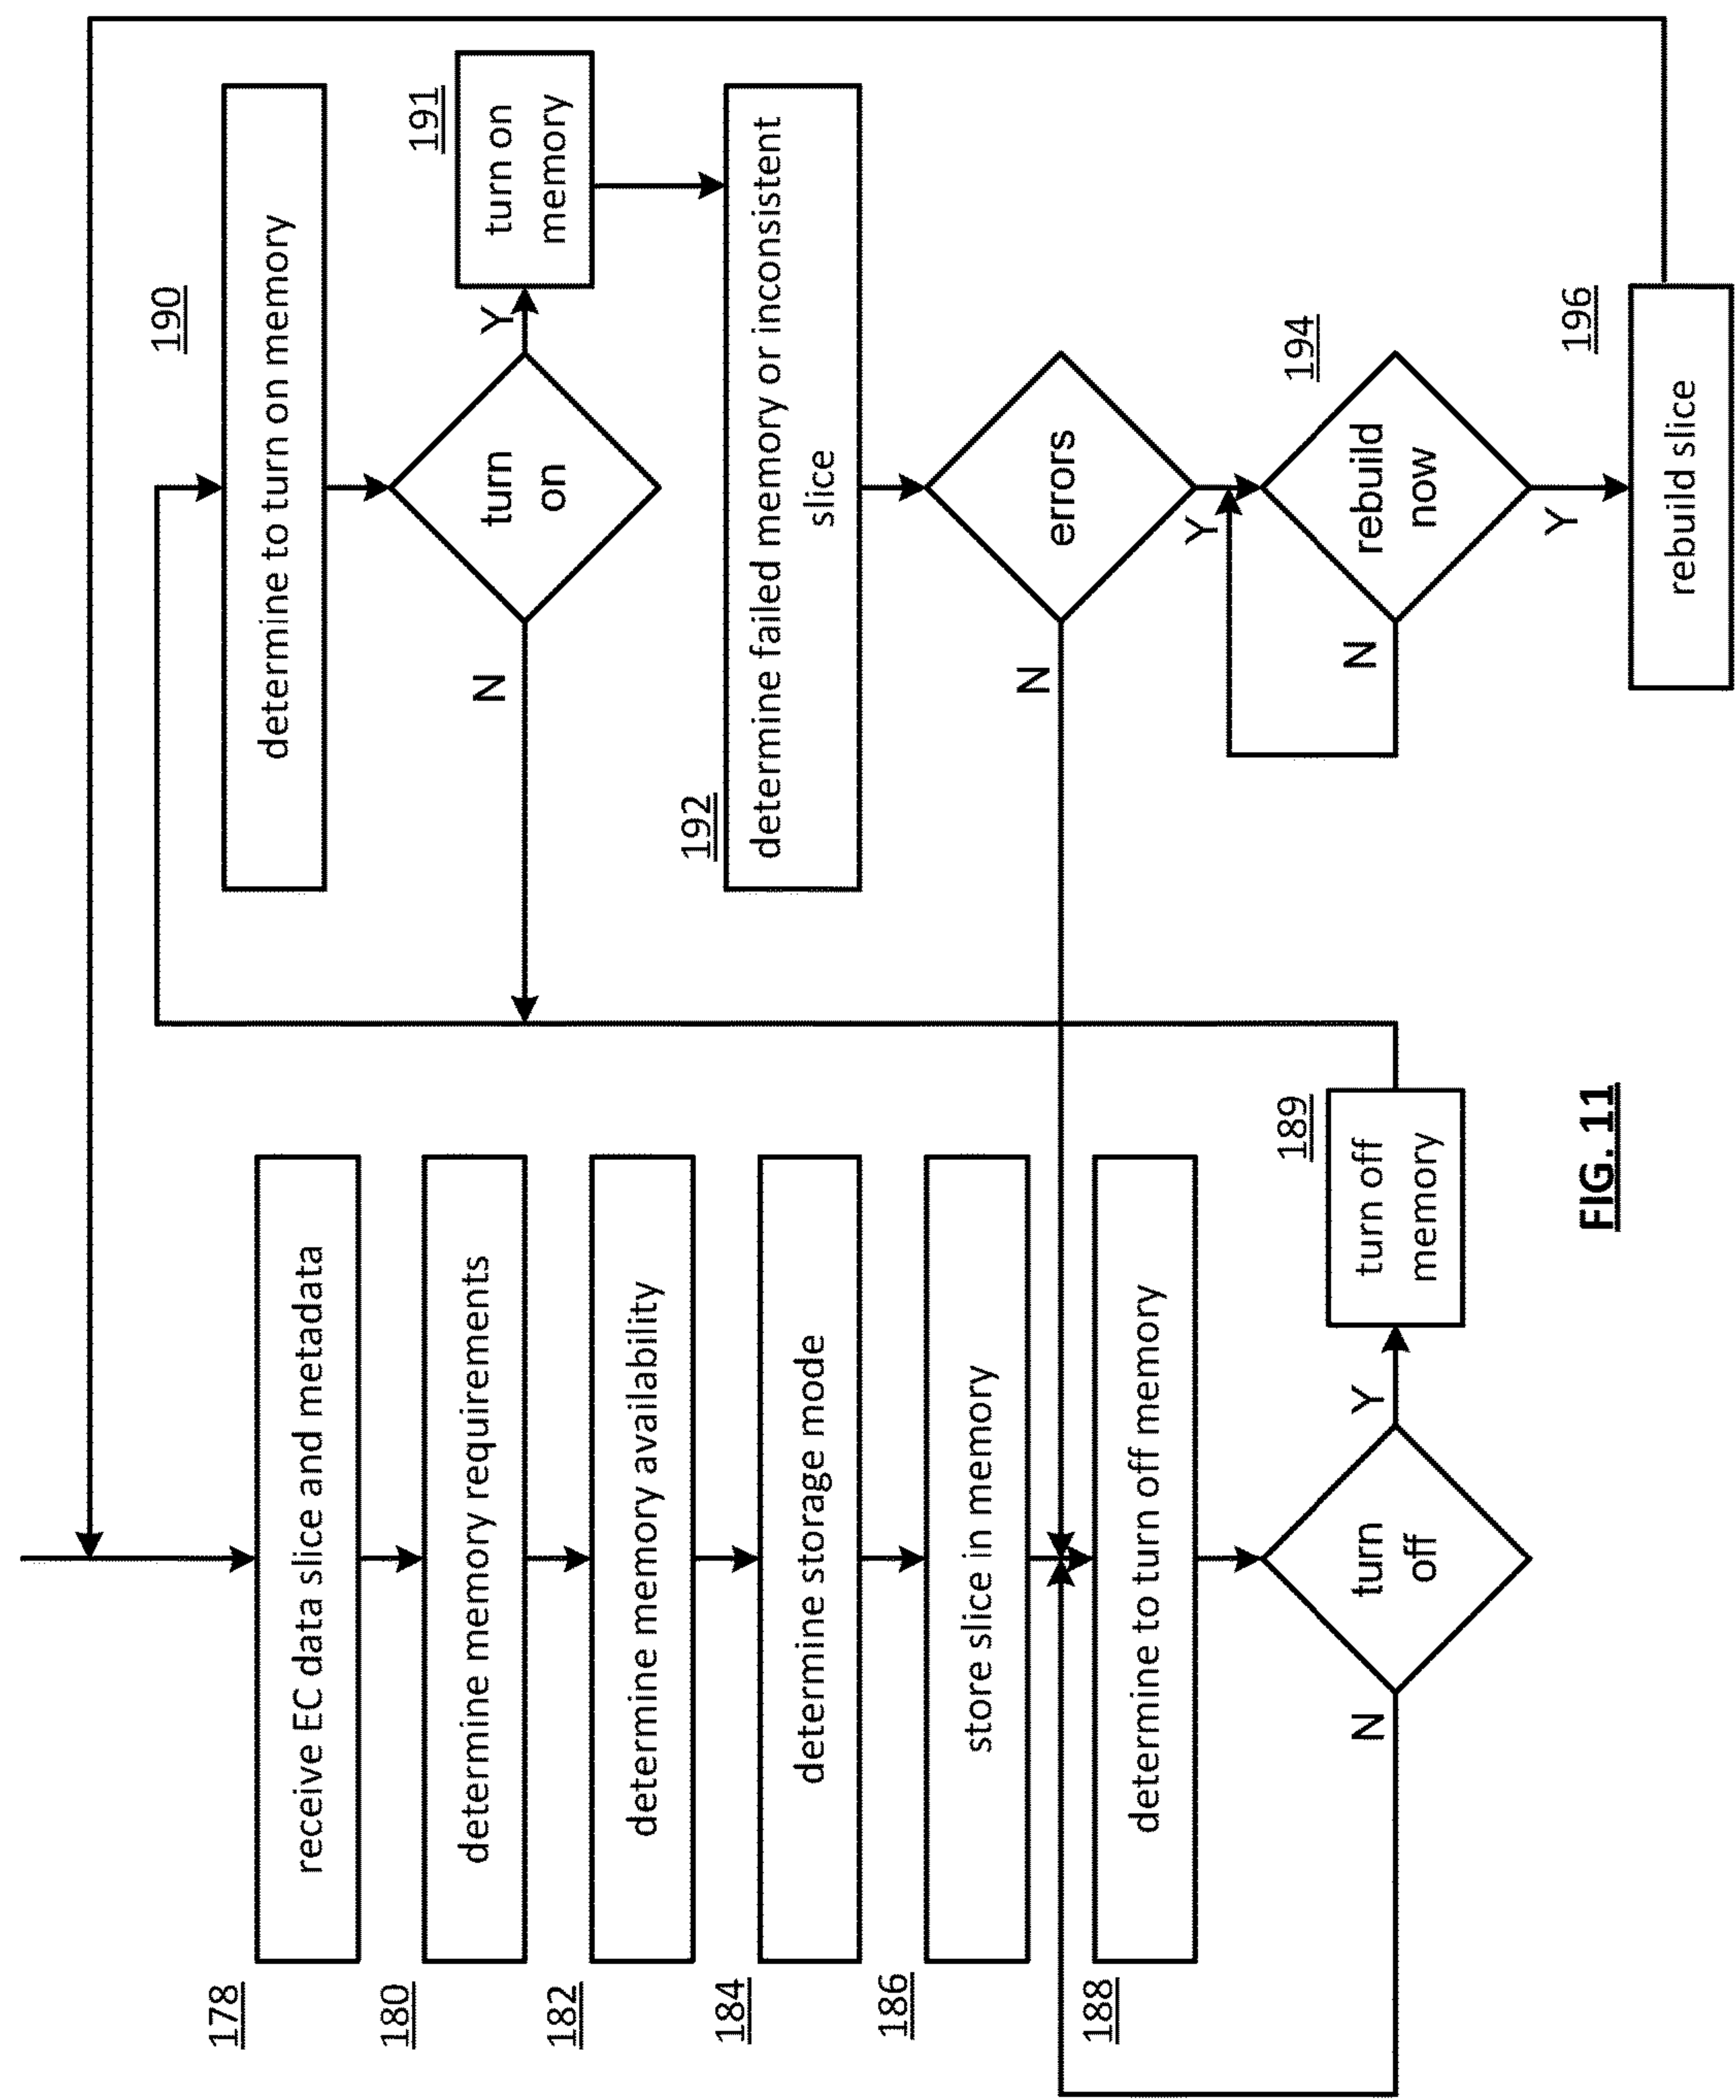 178
receive EC data slice and metadata
180
determine memory requirements
182
determine memory availability
184
determine storage mode
186
store slice in memory
188
determine to turn off memory
turn
off
N
Y
189
turn off
memory
190
determine to turn on memory
turn
on
N
Y
191
turn on
memory
192
determine failed memory or inconsistent
slice
errors
N
Y
194
rebuild
now
N
Y
196
rebuild slice
FIG. 11